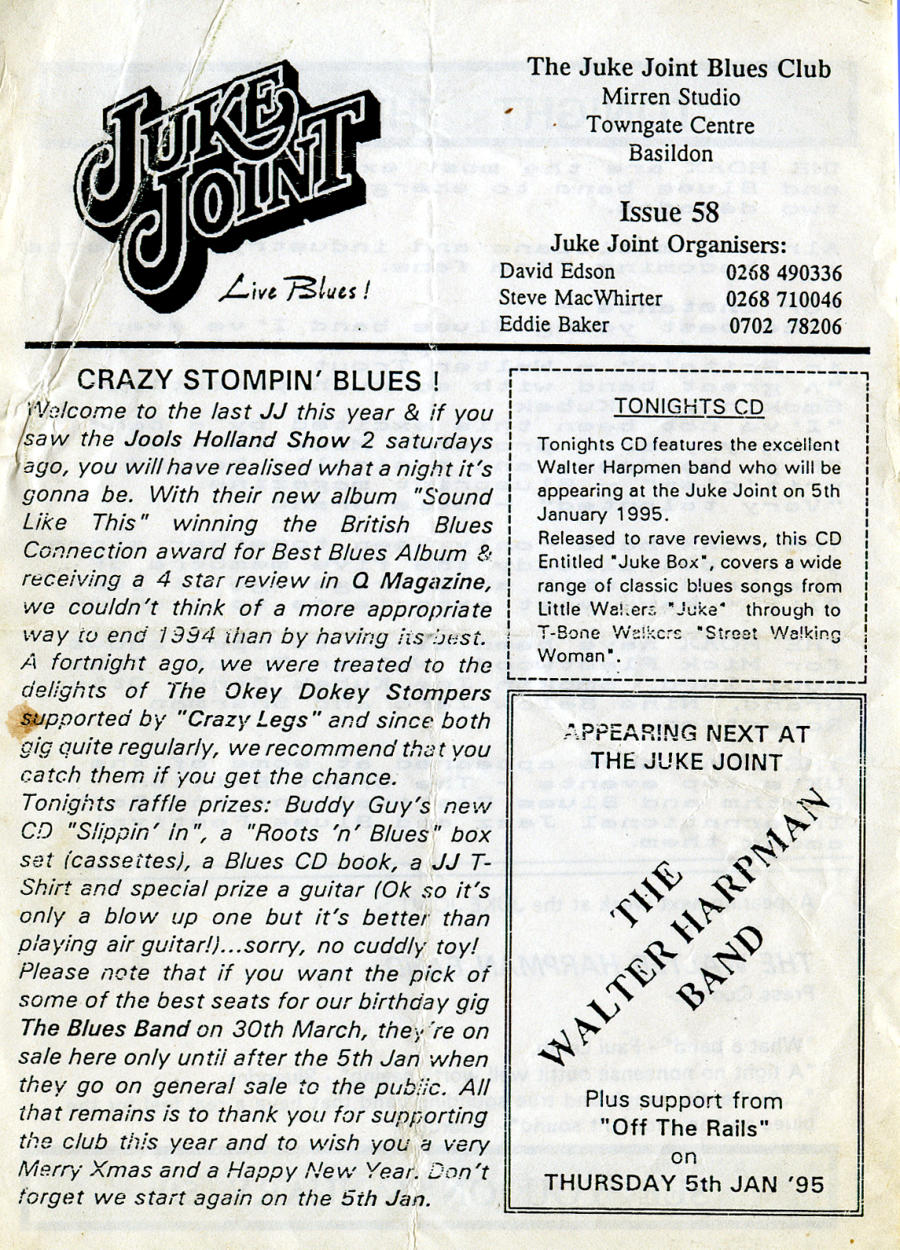 JUKE
JOINT
Live Blues!
The Juke Joint Blues Club
Mirren Studio
Towngate Centre
Basildon
Issue 58
Juke Joint Organisers:
David Edson 0268 490336
Steve MacWhirter 0268 710046
Eddie Baker 0702 78206
CRAZY STOMPIN' BLUES !
Welcome to the last JJ this year & if you
saw the Jools Holland Show 2 saturdays
ago, you will have realised what a night it's
gonna be. With their new album "Sound
Like This" winning the British Blues
Connection award for Best Blues Album &
receiving a 4 star review in Q Magazine,
we couldn't think of a more appropriate
way to end 1994 than by having its best.
A fortnight ago, we were treated to the
delights of The Okey Dokey Stompers
supported by "Crazy Legs" and since both
gig quite regularly, we recommend that you
catch them if you get the chance.
Tonights raffle prizes: Buddy Guy's new
CD "Slippin' in", a "Roots 'n' Blues" box
set (cassettes), a Blues CD book, a JJ T-
Shirt and special prize a guitar (Ok so it's
only a blow up one but it's better than
playing air guitar!)...sorry, no cuddly toy!
Please note that if you want the pick of
some of the best seats for our birthday gig
The Blues Band on 30th March, they're on
sale here only until after the 5th Jan when
they go on general sale to the public. All
that remains is to thank you for supporting
the club this year and to wish you a very
Merry Xmas and a Happy New Year. Don't
forget we start again on the 5th Jan.
TONIGHTS CD
Tonights CD features the excellent
Walter Harpmen band who will be
appearing at the Juke Joint on 5th
January 1995.
Released to rave reviews, this CD
Entitled "Juke Box", covers a wide
range of classic blues songs from
Little Walters "Juke" through to
T-Bone Walkers "Street Walking
Woman".
APPEARING NEXT AT
THE JUKE JOINT
THE
WALTER HARPMAN
BAND
Plus support from
"Off The Rails"
on
THURSDAY 5th JAN '95